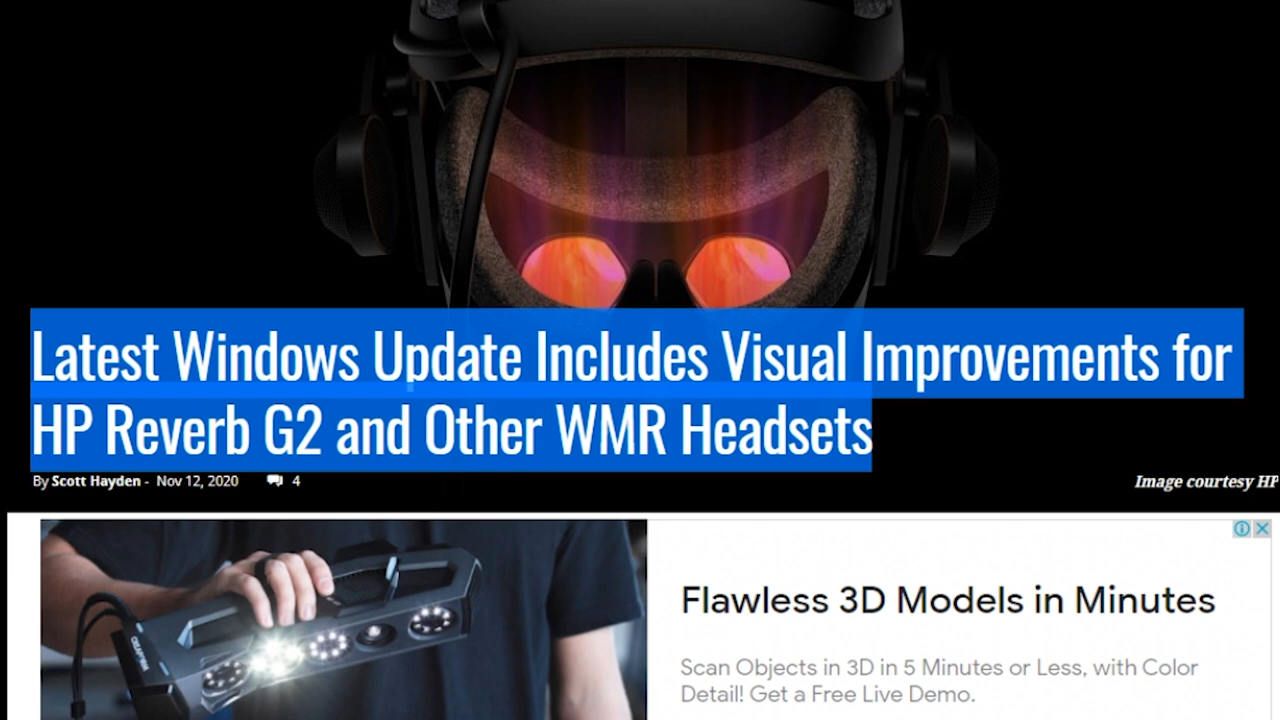 Latest Windows Update Includes Visual Improvements for
HP Reverb G2 and Other WMR Headsets
By Scott Hayden - Nov 12, 2020 4
Image courtesy HP
Flawless 3D Models in Minutes
Scan Objects in 3D in 5 Minutes or Less, with Color
Detail! Get a Free Live Demo.